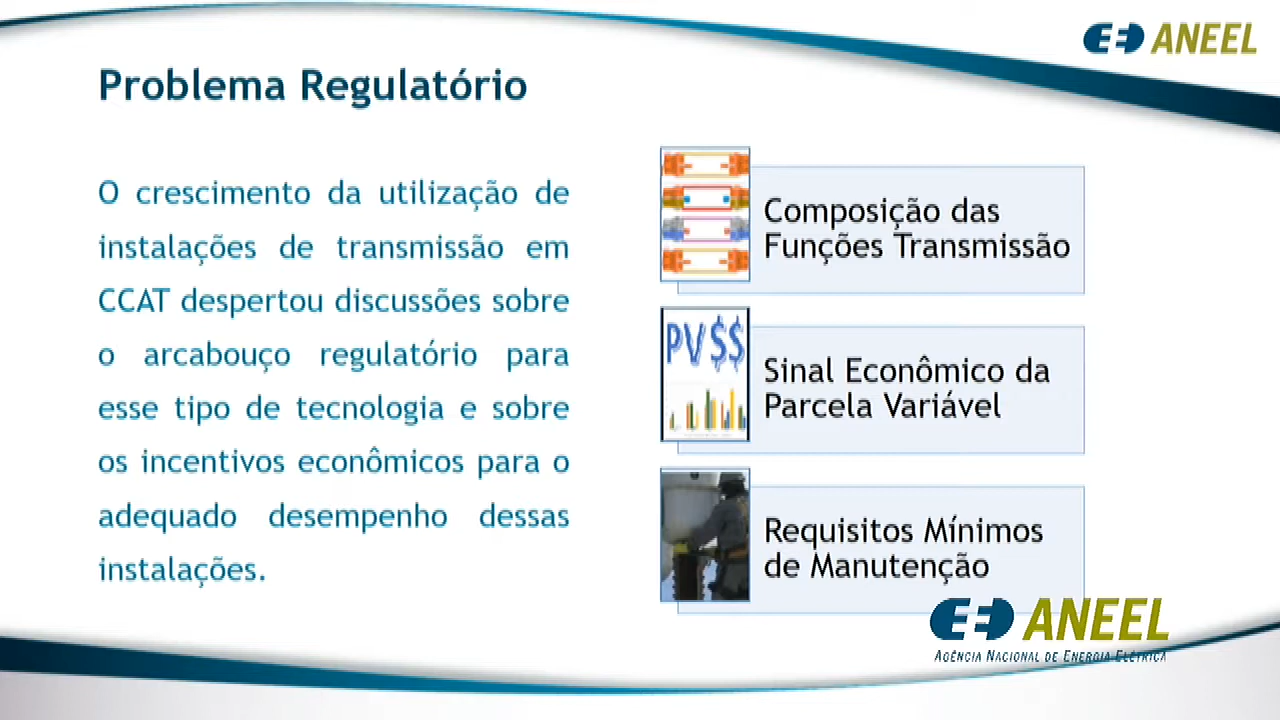 ANEEL
Problema Regulatório
O crescimento da utilização de
instalações de transmissão em
CCAT despertou discussões sobre
o arcabouço regulatório para
esse tipo de tecnologia e sobre
os incentivos econômicos para o
adequado desempenho dessas
instalações.
Composição das
Funções Transmissão
PV $$
Sinal Econômico da
Parcela Variável
Requisitos Mínimos
de Manutenção
ANEEL
AGÊNCIA NACIONAL DE ENERGIA ELÉTRICA